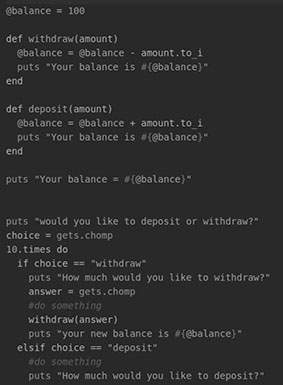 @balance = 100
def withdraw(amount)
@balance = @balance - amount.to_i
puts "Your balance is #{@balance}"
end
def deposit(amount)
@balance = @balance + amount.to_i
puts "Your balance is #{@balance}"
end
puts "Your balance = #{@balance}"
puts "would you like to deposit or withdraw?"
choice = gets.chomp
10.times do
if choice == "withdraw"
puts "How much would you like to withdraw?"
answer = gets.chomp
#do something
withdraw(answer)
puts "your new balance is #{@balance}"
elsif choice == "deposit"
#do something
puts "How much would you like to deposit?"